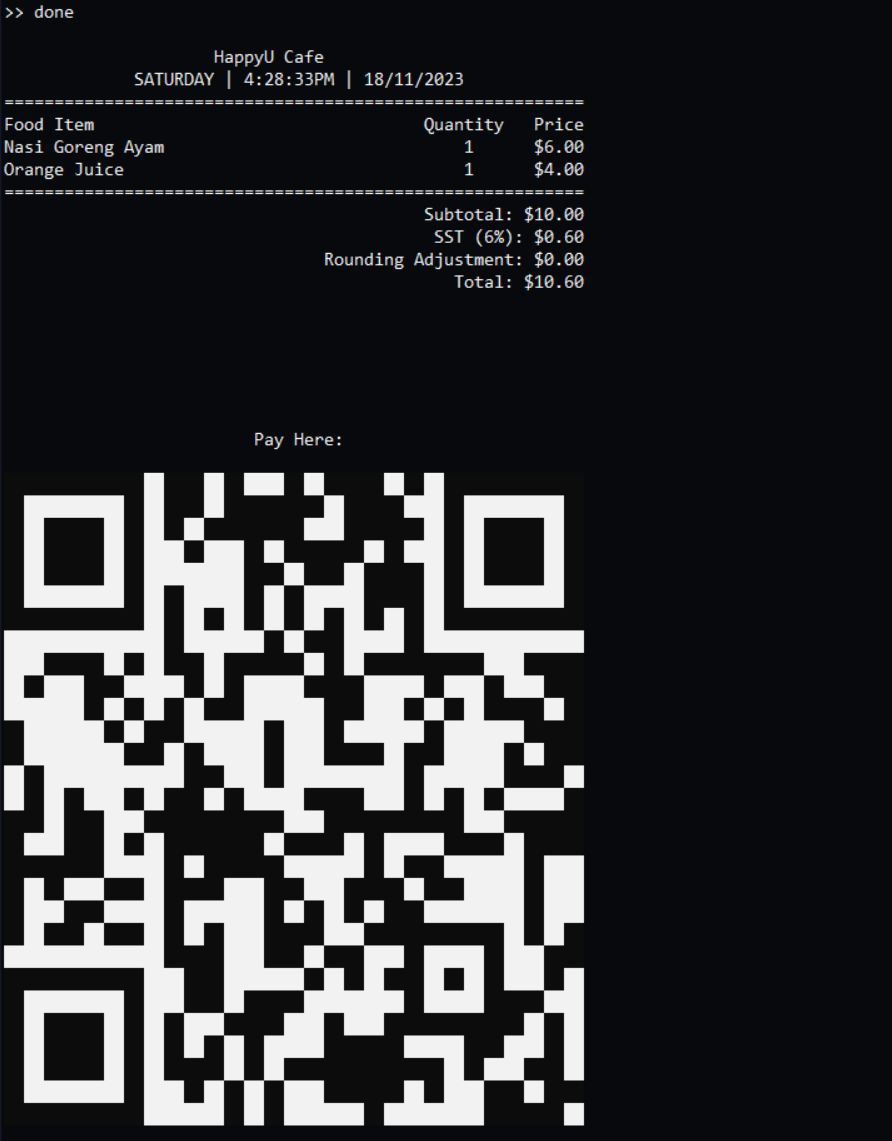 >> done
HappyU Cafe
SATURDAY | 4:28:33PM | 18/11/2023
==========================================================
Food Item Quantity Price
Nasi Goreng Ayam 1 $6.00
Orange Juice 1 $4.00
==========================================================
Subtotal: $10.00
SST (6%): $0.60
Rounding Adjustment: $0.00
Total: $10.60
Pay Here: